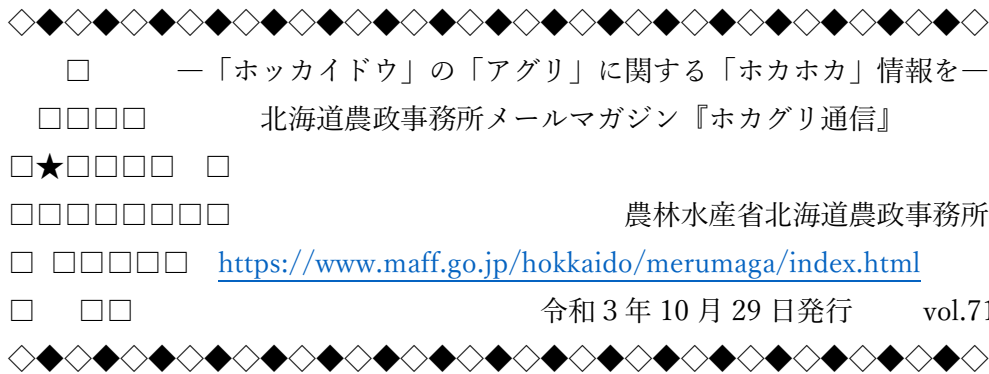 ◇◆◇◆◇◆◇◆◇◆◇◆◇◆◇◆◇◆◇◆◇◆◇◆◇◆◇◆◇◆◇◆◇◆◇◆◇
□ ―「ホッカイドウ」の「アグリ」に関する「ホカホカ」情報を―
□□□□ 北海道農政事務所メールマガジン『ホカグリ通信』
□★□□□□ □
□□□□□□□□ 農林水産省北海道農政事務所
□ □□□□□ https://www.maff.go.jp/hokkaido/merumaga/index.html
□ □□ 令和3年10月29日発行 vol.71
◇◆◇◆◇◆◇◆◇◆◇◆◇◆◇◆◇◆◇◆◇◆◇◆◇◆◇◆◇◆◇◆◇◆◇◆◇